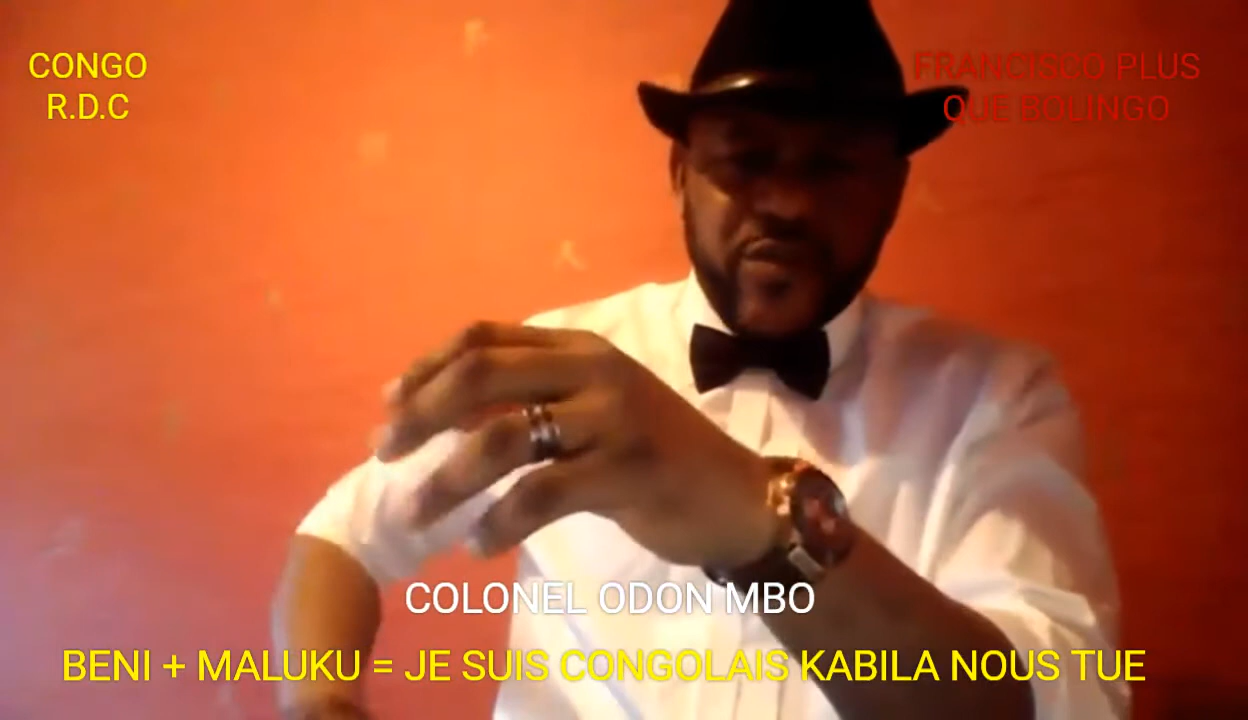 CONGO
R.D.C
FRANCISCO PLUS
QUE BOLINGO
COLONEL ODON MBO
BENI + MALUKU = JE SUIS CONGOLAIS KABILA NOUS TUE